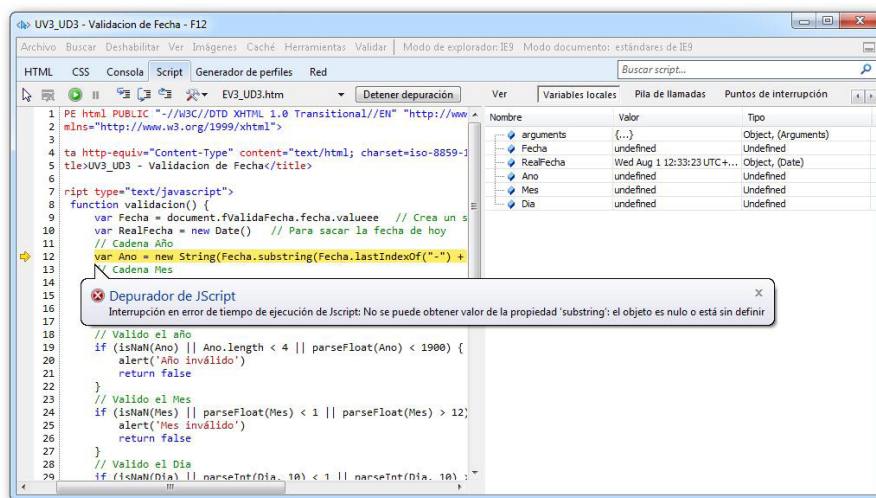 UV3_UD3 - Validacion de Fecha - F12
Archivo Buscar Deshabilitar Ver Imágenes Caché Herramientas Validar Modo de explorador: IE9 Modo documento: estándares de IE9
HTML CSS Consola Script Generador de perfiles Red Buscar script...
EV3_UD3.htm Detener depuración Ver Variables locales Pila de llamadas Puntos de interrupción
1 PE html PUBLIC "-//W3C//DTD XHTML 1.0 Transitional//EN" "http://www
2 mlns="http://www.w3.org/1999/xhtml">
3
4 ta http-equiv="Content-Type" content="text/html; charset=iso-8859-1
5 tle>UV3_UD3 - Validacion de Fecha</title>
6
7 ript type="text/javascript">
8 function validacion() {
9 var Fecha = document.fValidaFecha.fecha.valueee // Crea un s
10 var RealFecha = new Date() // Para sacar la fecha de hoy
11 // Cadena Año
12 var Ano = new String(Fecha.substring(Fecha.lastIndexOf("-") +
13 // Cadena Mes
14
15
16
17
18 // Valido el año
19 if (isNaN(Ano) || Ano.length < 4 || parseFloat(Ano) < 1900) {
20 alert('Año inválido')
21 return false
22 }
23 // Valido el Mes
24 if (isNaN(Mes) || parseFloat(Mes) < 1 || parseFloat(Mes) > 12)
25 alert('Mes inválido')
26 return false
27 }
28 // Valido el Dia
29 if (isNaN(Dia) || parseInt(Dia, 10) < 1 || parseInt(Dia, 10) >
Nombre Valor Tipo
arguments {...} Object, (Arguments)
Fecha undefined Undefined
RealFecha Wed Aug 1 12:33:23 UTC+... Object, (Date)
Ano undefined Undefined
Mes undefined Undefined
Dia undefined Undefined
Depurador de JScript
Interrupción en error de tiempo de ejecución de Jscript: No se puede obtener valor de la propiedad 'substring': el objeto es nulo o está sin definir